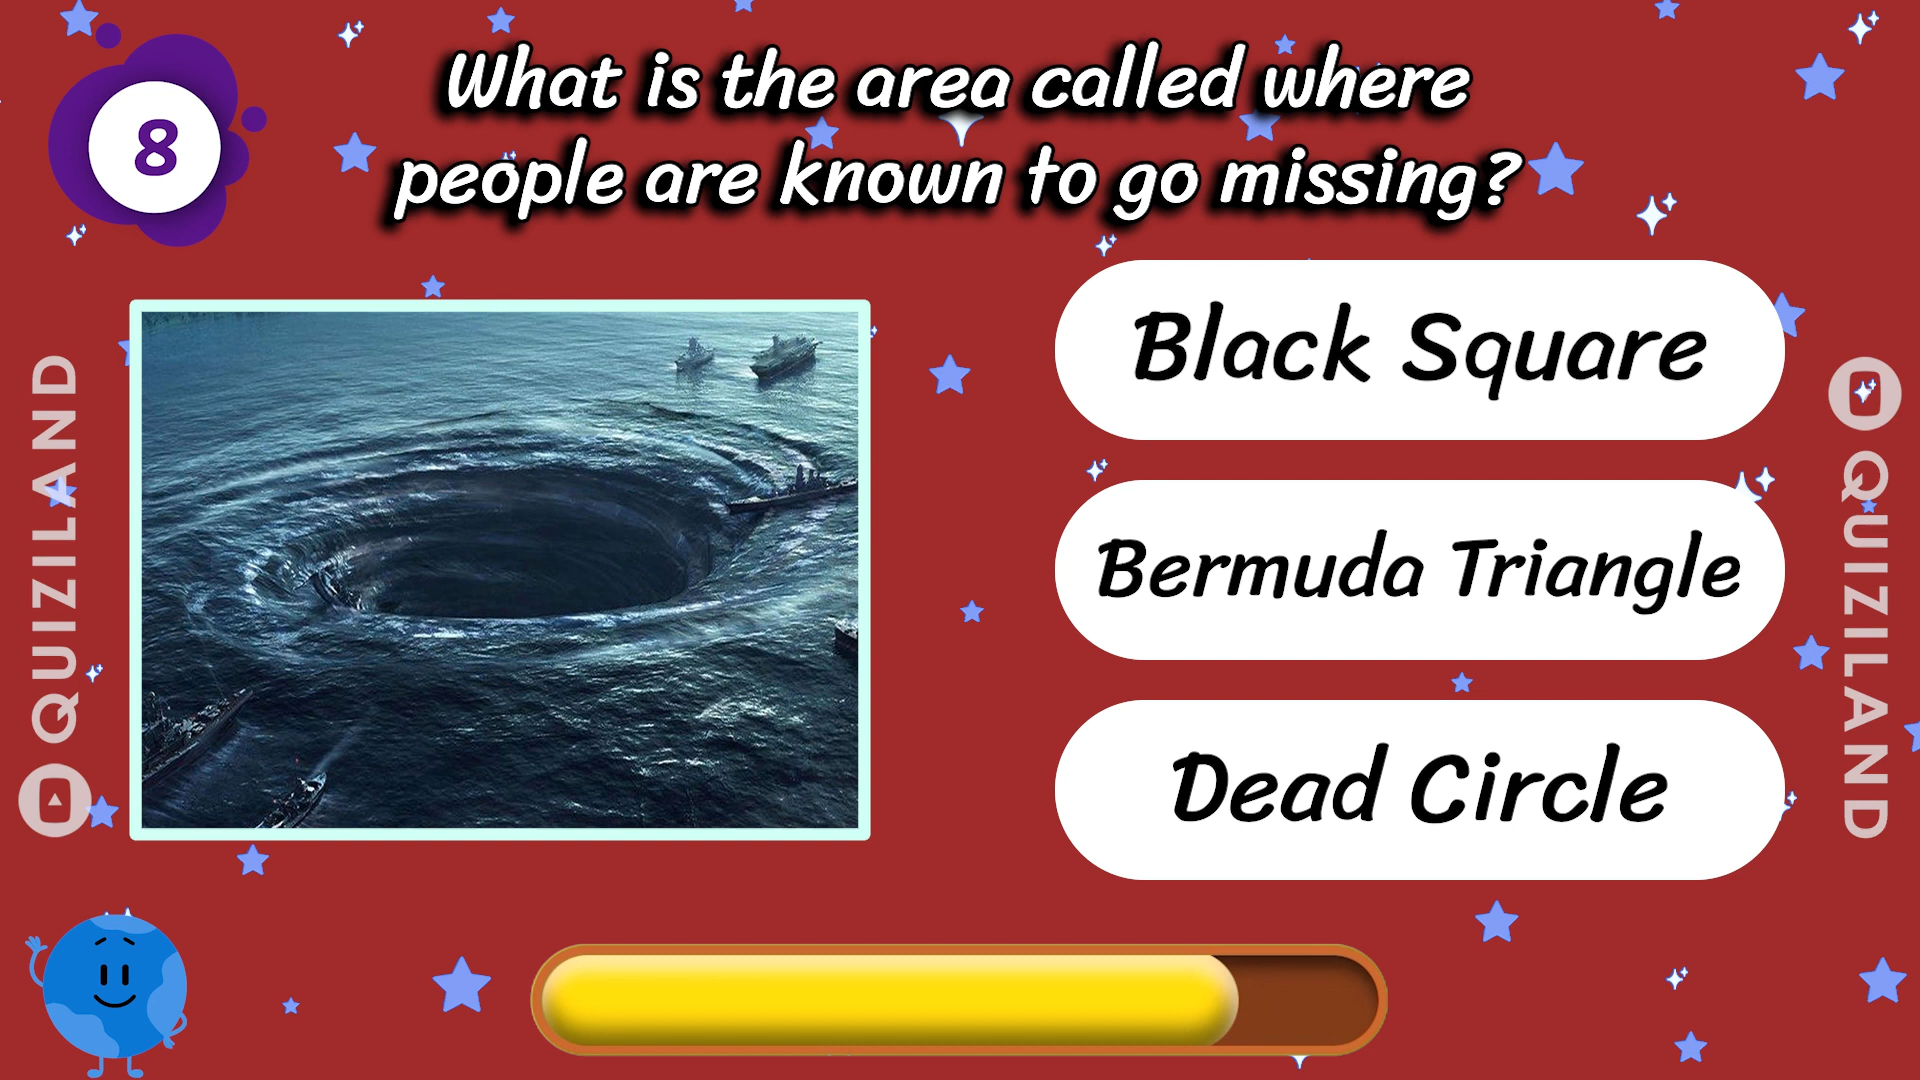 8
What is the area called where
people are known to go missing?
Black Square
Bermuda Triangle
Dead Circle
QUIZILAND
QUIZILAND